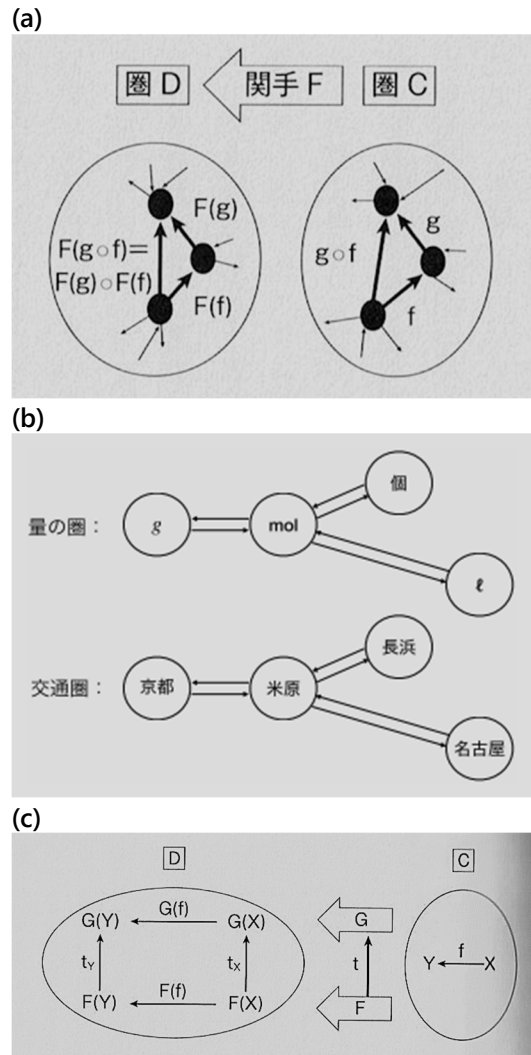 (a)
圏 D
関手 F
圏 C
F(g)
F(g∘f)=
F(g)∘F(f)
F(f)
g
g∘f
f
(b)
量の圏：
g
mol
個
ℓ
交通圏：
京都
米原
長浜
名古屋
(c)
D
C
G(Y)
G(f)
G(X)
G
tY
tX
t
Y
f
X
F(Y)
F(f)
F(X)
F